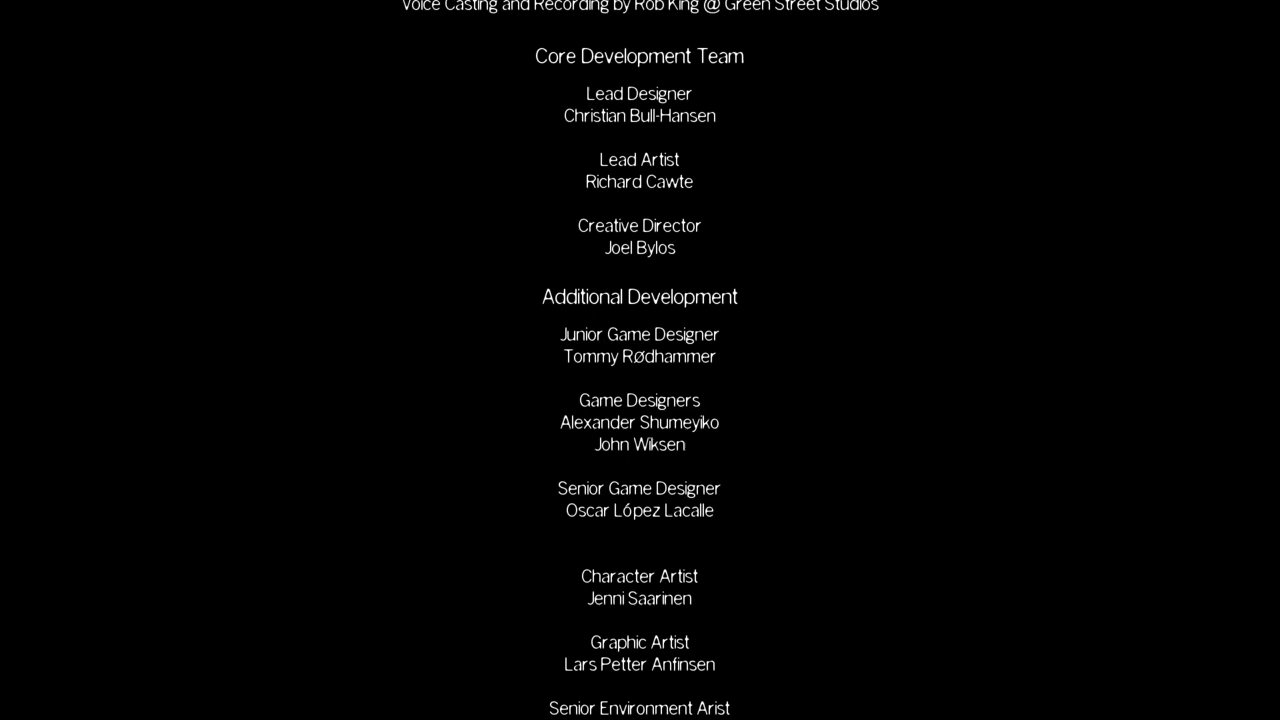 Voice Casting and Recording by Rob King @ Green Street Studios
Core Development Team
Lead Designer
Christian Bull-Hansen
Lead Artist
Richard Cawte
Creative Director
Joel Bylos
Additional Development
Junior Game Designer
Tommy RØdhammer
Game Designers
Alexander Shumeyiko
John Wiksen
Senior Game Designer
Oscar López Lacalle
Character Artist
Jenni Saarinen
Graphic Artist
Lars Petter Anfinsen
Senior Environment Arist